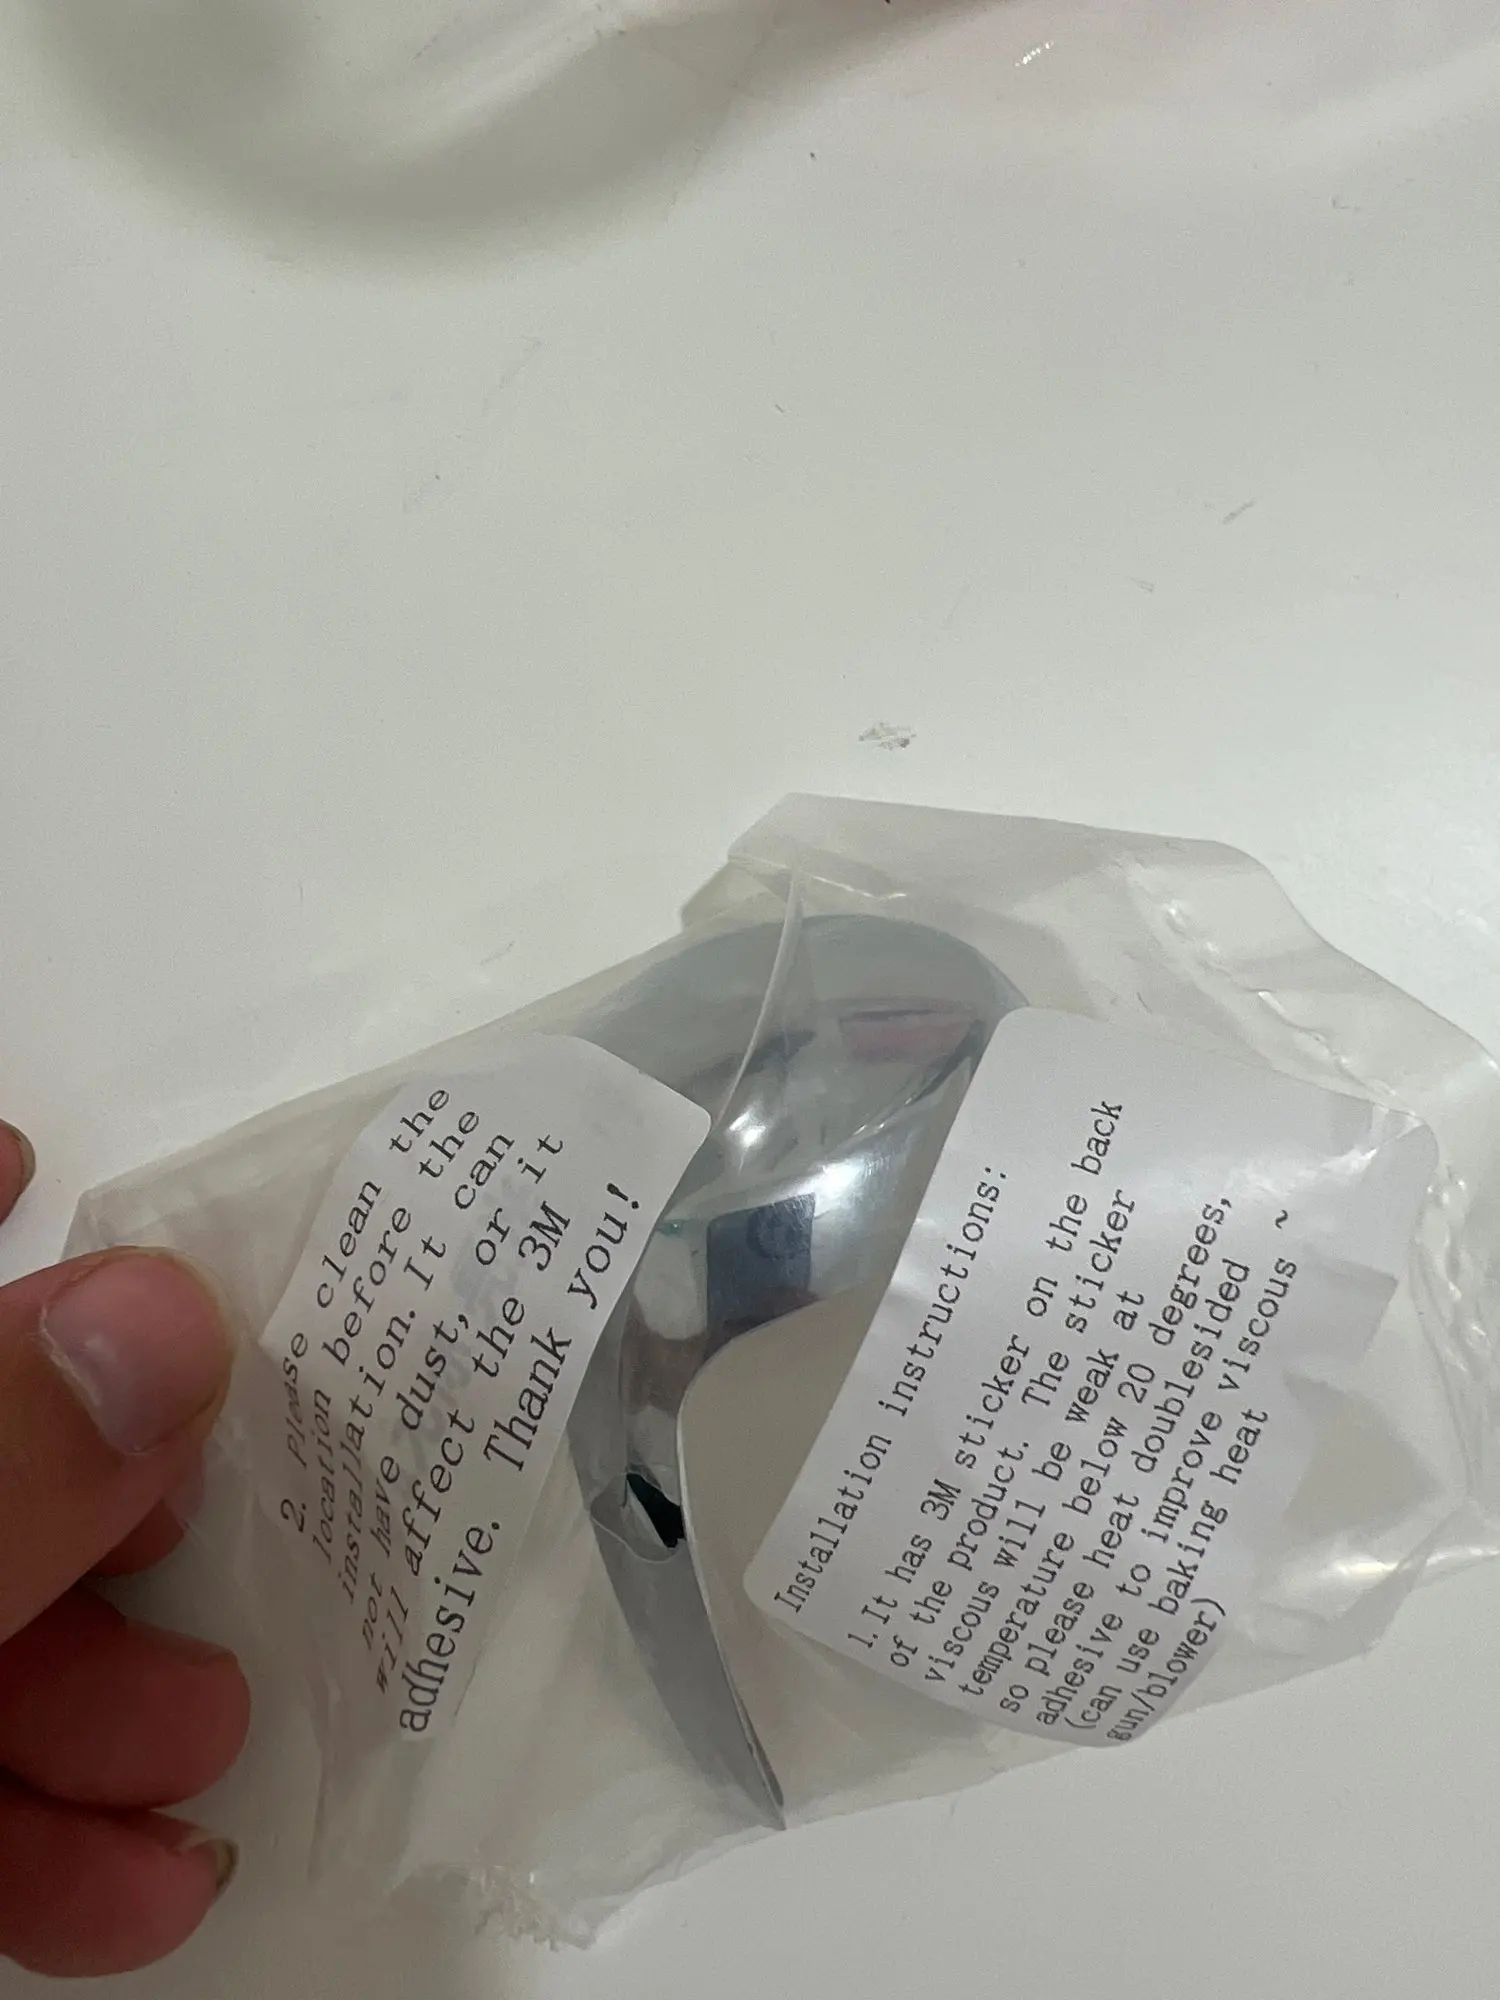 Installation instructions:
1. It has 3M sticker on the back
of the product. The sticker
viscous will be weak at
temperature below 20 degrees,
so please heat doublesided
adhesive to improve viscous ~
(can use baking heat
gun/blower)
2. Please clean the
location before the
installation. It can
not have dust, or it
will affect the 3M
adhesive. Thank you!